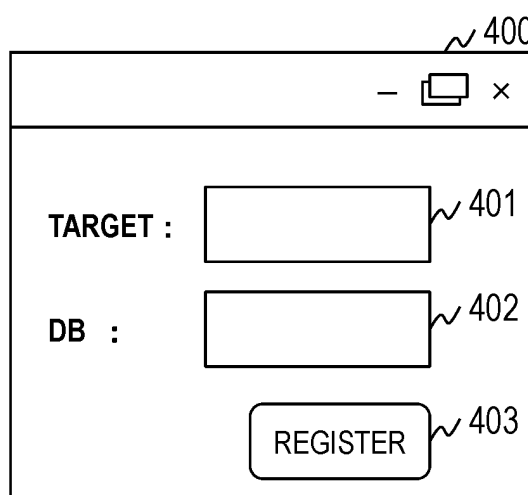 400
– ×
TARGET : 401
DB : 402
REGISTER 403